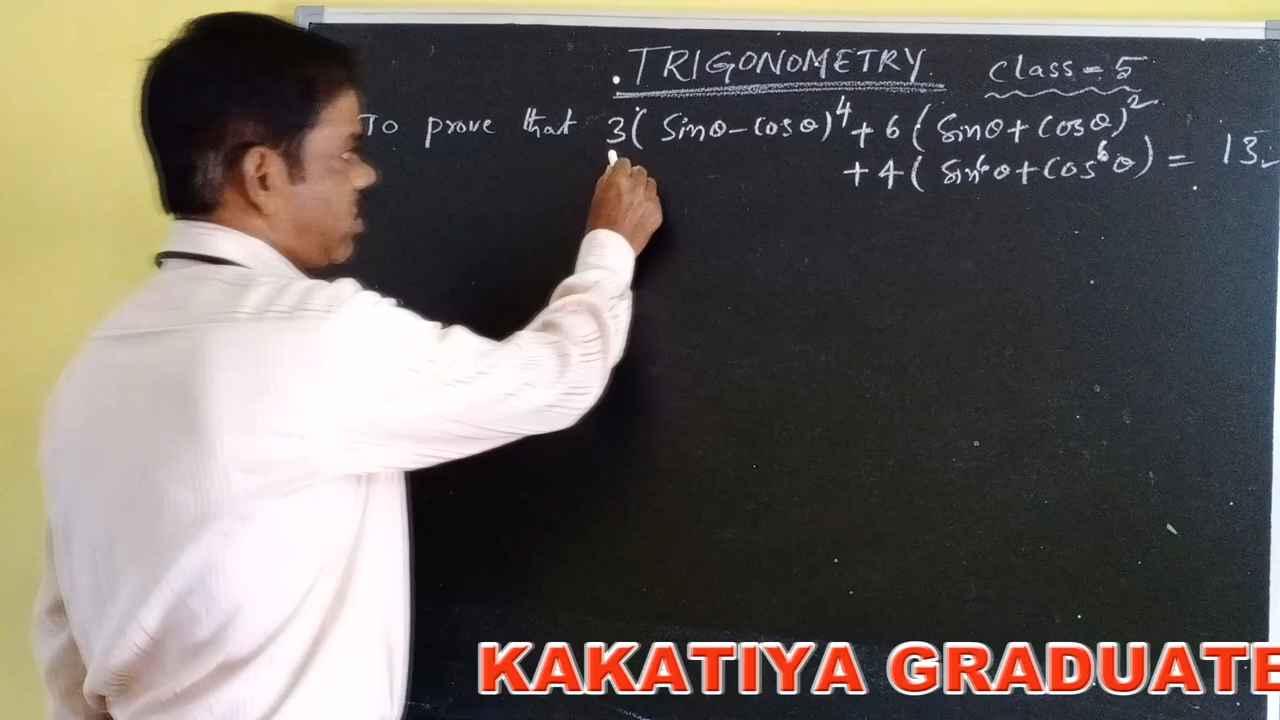 TRIGONOMETRY class = 5
To prove that 3(Sinθ-Cosθ)⁴+6(Sinθ+Cosθ)²
+4(Sin⁶θ+Cos⁶θ) = 13
KAKATIYA GRADUATE